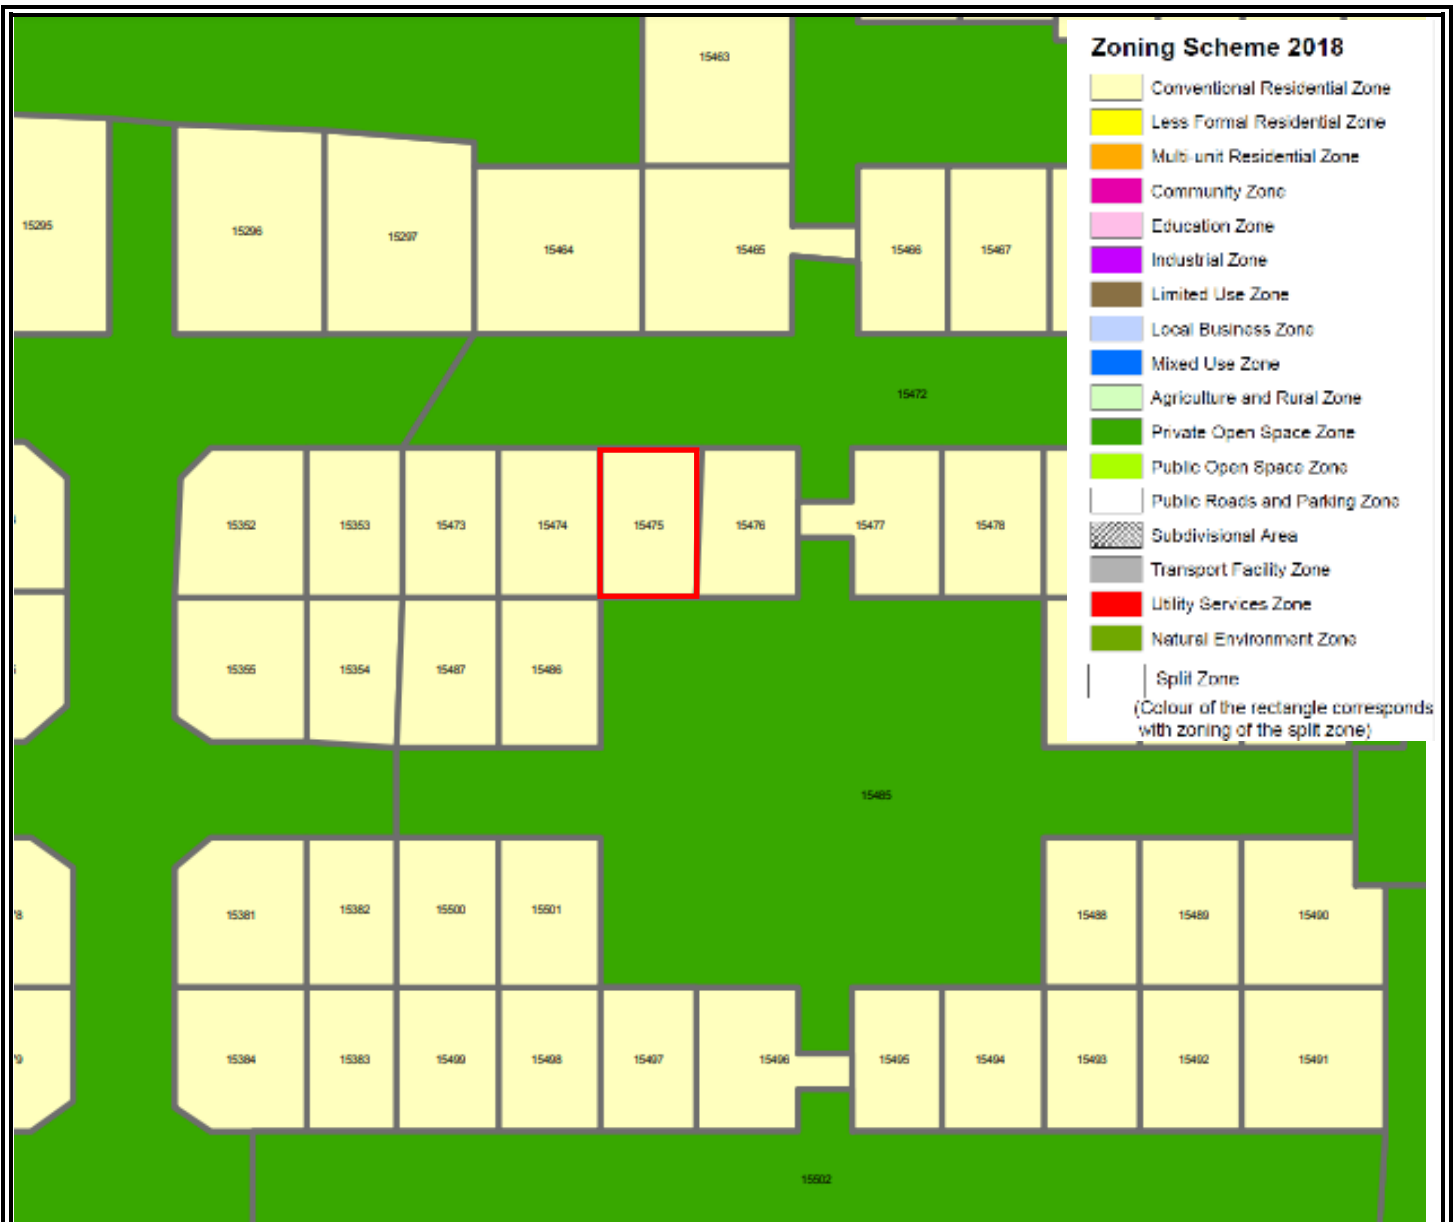 Zoning Scheme 2018
Conventional Residential Zone
Less Formal Residential Zone
Multi-unit Residential Zone
Community Zone
Education Zone
Industrial Zone
Limited Use Zone
Local Business Zone
Mixed Use Zone
Agriculture and Rural Zone
Private Open Space Zone
Public Open Space Zone
Public Roads and Parking Zone
Subdivisional Area
Transport Facility Zone
Utility Services Zone
Natural Environment Zone
Split Zone
(Colour of the rectangle corresponds
with zoning of the split zone)
15463
15295
15296
15297
15464
15465
15466
15467
15472
15352
15353
15473
15474
15475
15476
15477
15478
15355
15354
15487
15486
15485
15381
15382
15500
15501
15488
15489
15490
15384
15383
15499
15498
15497
15496
15495
15494
15493
15492
15491
15502